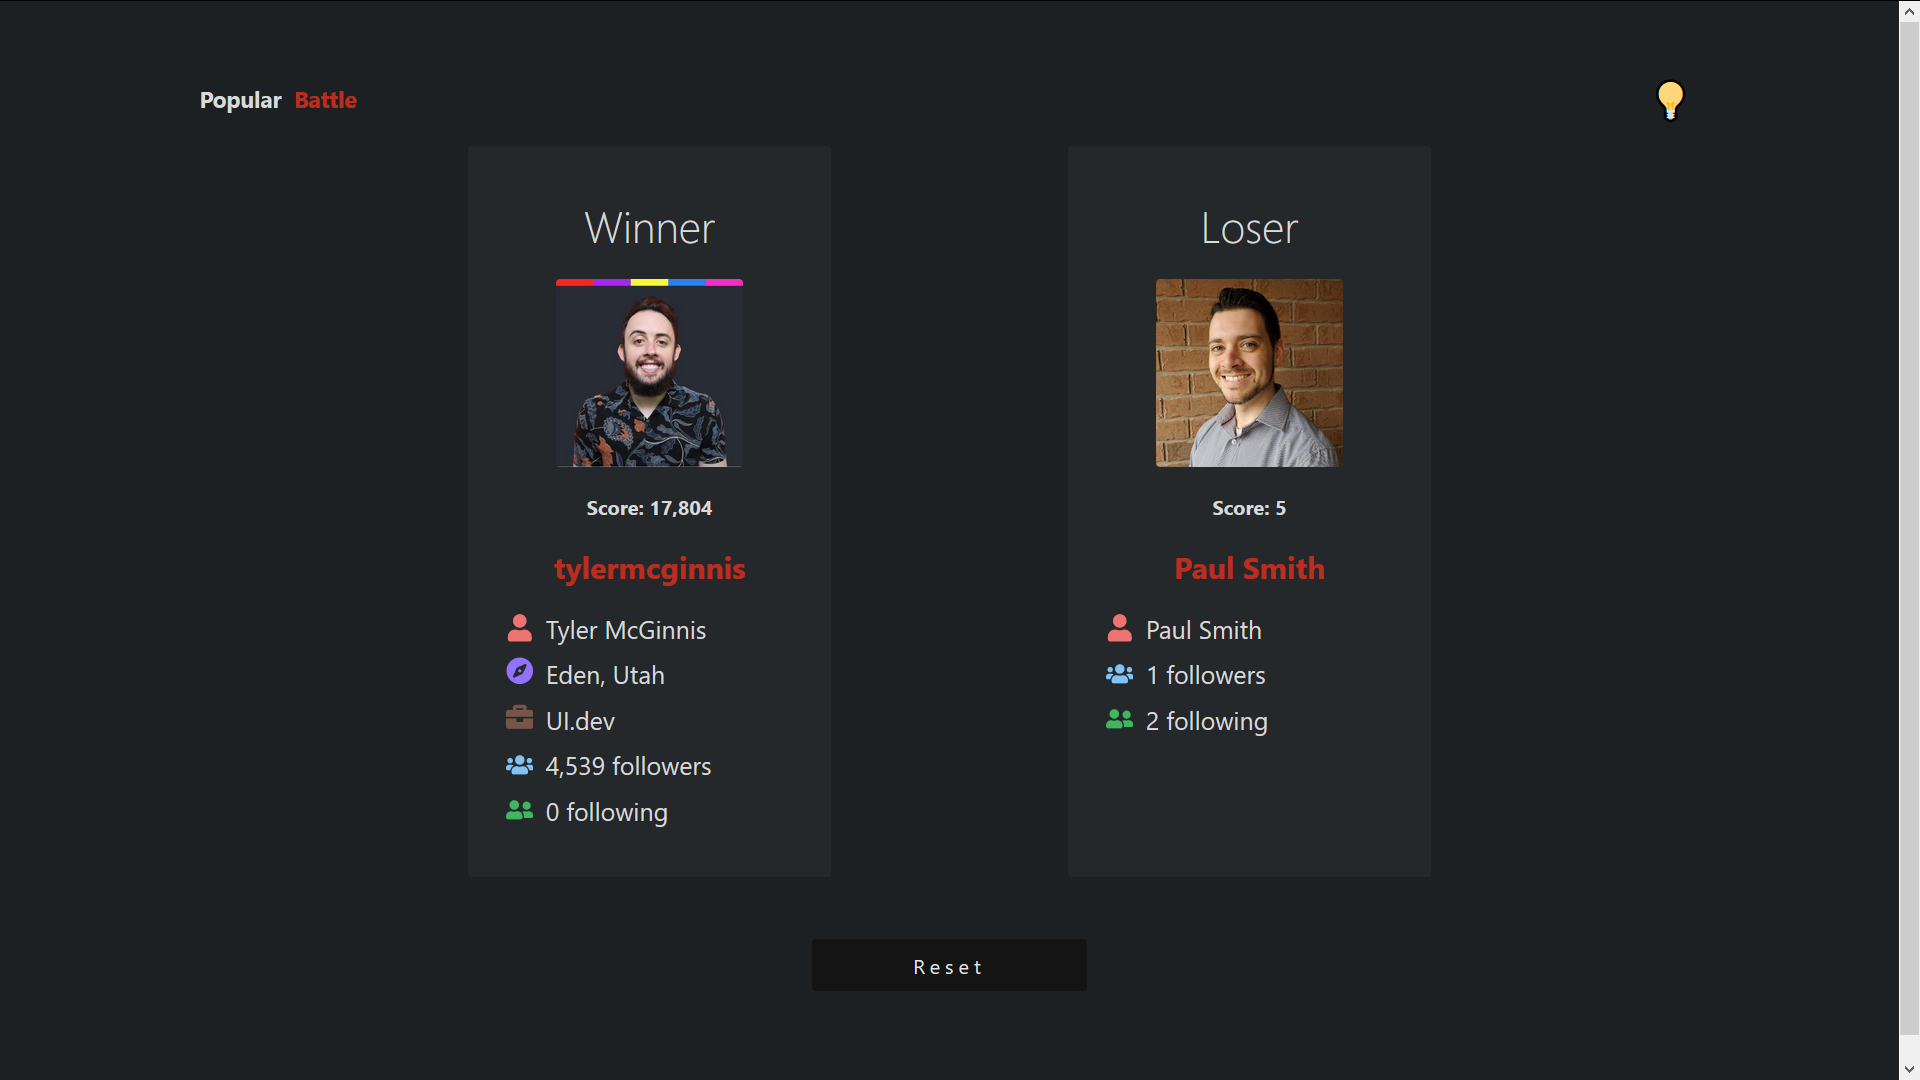 Popular Battle
Winner
Score: 17,804
tylermcginnis
Tyler McGinnis
Eden, Utah
UI.dev
4,539 followers
0 following
Loser
Score: 5
Paul Smith
Paul Smith
1 followers
2 following
Reset